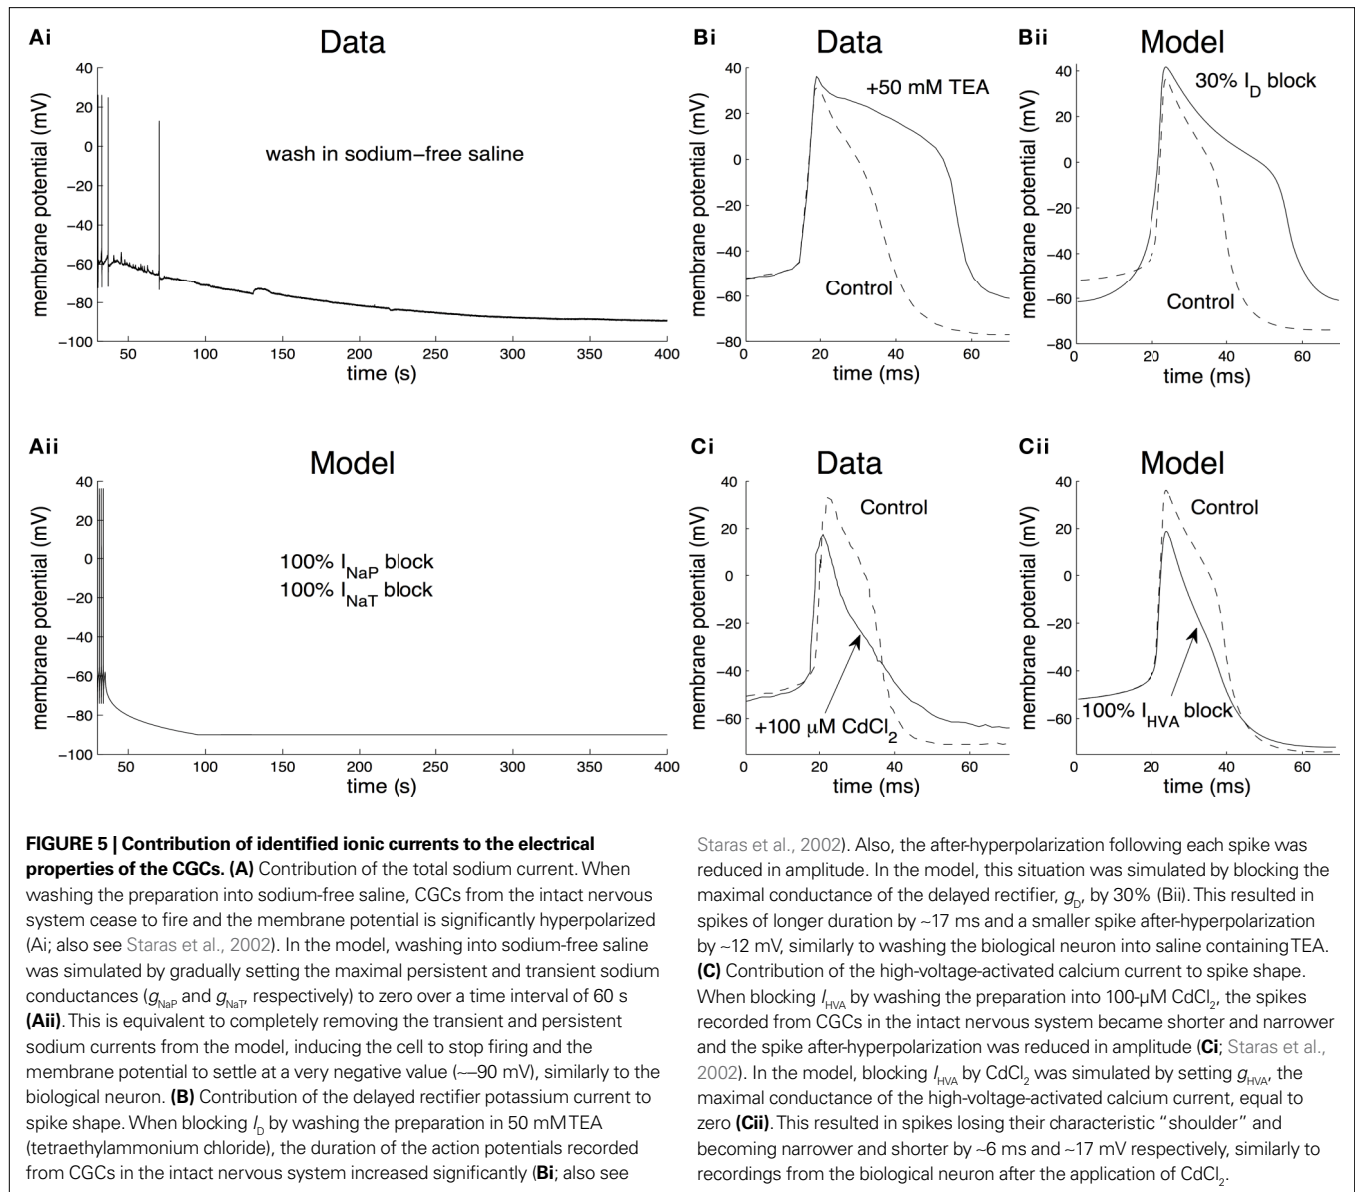 Ai
Data
40
20
0
−20
−40
−60
−80
−100
membrane potential (mV)
wash in sodium−free saline
50 100 150 200 250 300 350 400
time (s)
Bi
Data
40
20
0
−20
−40
−60
−80
membrane potential (mV)
+50 mM TEA
Control
0 20 40 60
time (ms)
Bii
Model
40
20
0
−20
−40
−60
−80
membrane potential (mV)
30% I_D block
Control
0 20 40 60
time (ms)
Aii
Model
40
20
0
−20
−40
−60
−80
−100
membrane potential (mV)
100% I_NaP block
100% I_NaT block
50 100 150 200 250 300 350 400
time (s)
Ci
Data
40
20
0
−20
−40
−60
membrane potential (mV)
Control
+100 μM CdCl_2
0 20 40 60
time (ms)
Cii
Model
40
20
0
−20
−40
−60
membrane potential (mV)
Control
100% I_HVA block
0 20 40 60
time (ms)
FIGURE 5 | Contribution of identified ionic currents to the electrical
properties of the CGCs. (A) Contribution of the total sodium current. When
washing the preparation into sodium-free saline, CGCs from the intact nervous
system cease to fire and the membrane potential is significantly hyperpolarized
(Ai; also see Staras et al., 2002). In the model, washing into sodium-free saline
was simulated by gradually setting the maximal persistent and transient sodium
conductances (g_NaP and g_NaT, respectively) to zero over a time interval of 60 s
(Aii). This is equivalent to completely removing the transient and persistent
sodium currents from the model, inducing the cell to stop firing and the
membrane potential to settle at a very negative value (~–90 mV), similarly to the
biological neuron. (B) Contribution of the delayed rectifier potassium current to
spike shape. When blocking I_D by washing the preparation in 50 mM TEA
(tetraethylammonium chloride), the duration of the action potentials recorded
from CGCs in the intact nervous system increased significantly (Bi; also see
Staras et al., 2002). Also, the after-hyperpolarization following each spike was
reduced in amplitude. In the model, this situation was simulated by blocking the
maximal conductance of the delayed rectifier, g_D, by 30% (Bii). This resulted in
spikes of longer duration by ~17 ms and a smaller spike after-hyperpolarization
by ~12 mV, similarly to washing the biological neuron into saline containing TEA.
(C) Contribution of the high-voltage-activated calcium current to spike shape.
When blocking I_HVA by washing the preparation into 100-μM CdCl_2, the spikes
recorded from CGCs in the intact nervous system became shorter and narrower
and the spike after-hyperpolarization was reduced in amplitude (Ci; Staras et al.,
2002). In the model, blocking I_HVA by CdCl_2 was simulated by setting g_HVA, the
maximal conductance of the high-voltage-activated calcium current, equal to
zero (Cii). This resulted in spikes losing their characteristic “shoulder” and
becoming narrower and shorter by ~6 ms and ~17 mV respectively, similarly to
recordings from the biological neuron after the application of CdCl_2.